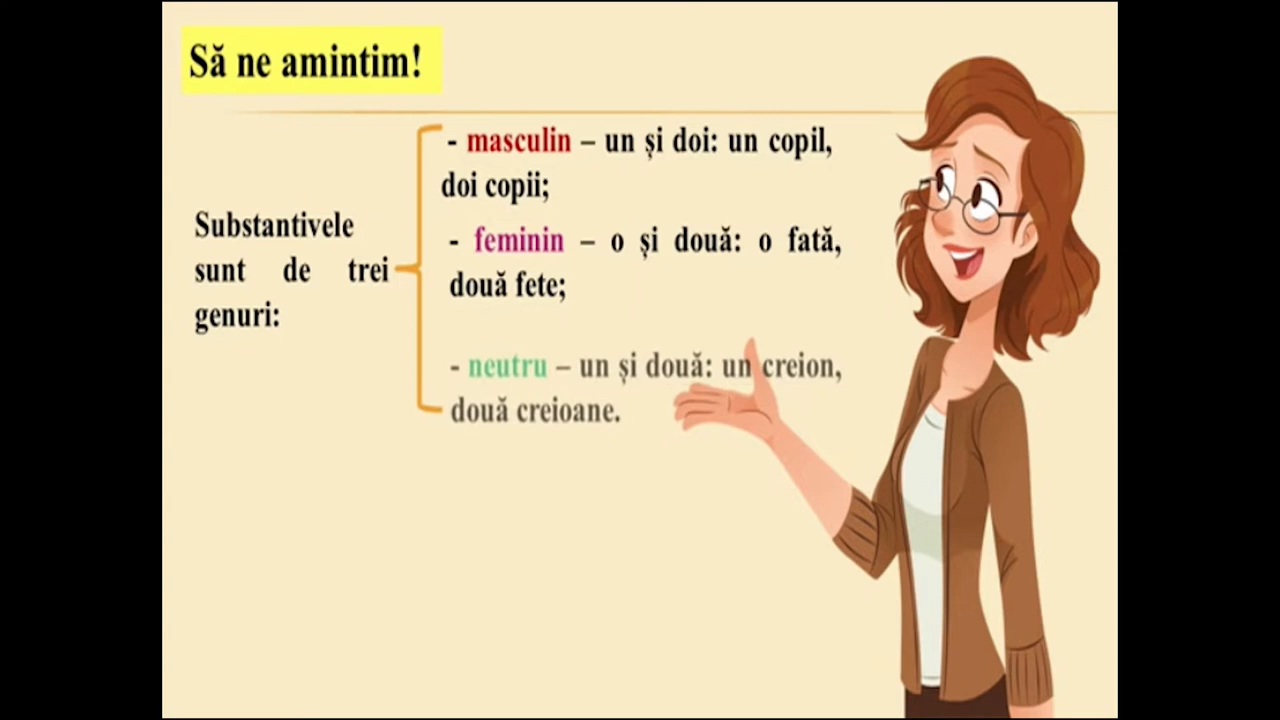 Să ne amintim!
Substantivele
sunt de trei
genuri:
- masculin – un și doi: un copil,
doi copii;
- feminin – o și două: o fată,
două fete;
- neutru – un și două: un creion,
două creioane.